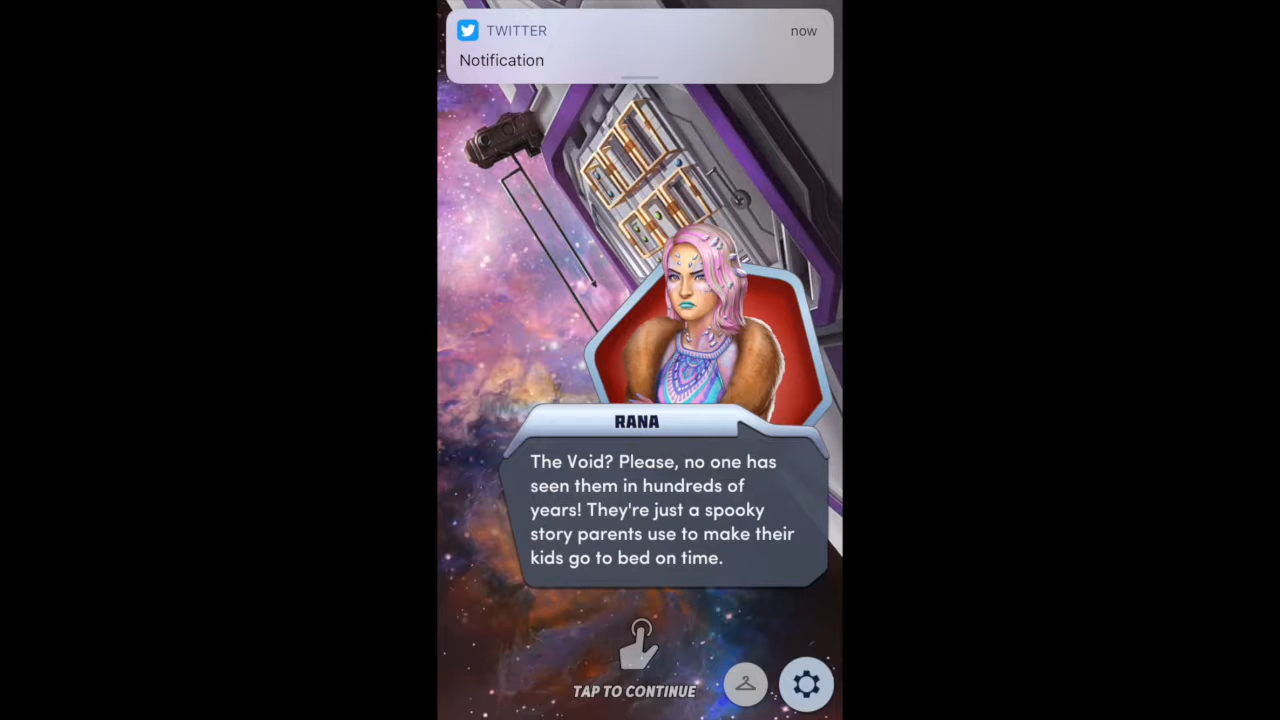 TWITTER
now
Notification
RANA
The Void? Please, no one has
seen them in hundreds of
years! They're just a spooky
story parents use to make their
kids go to bed on time.
TAP TO CONTINUE